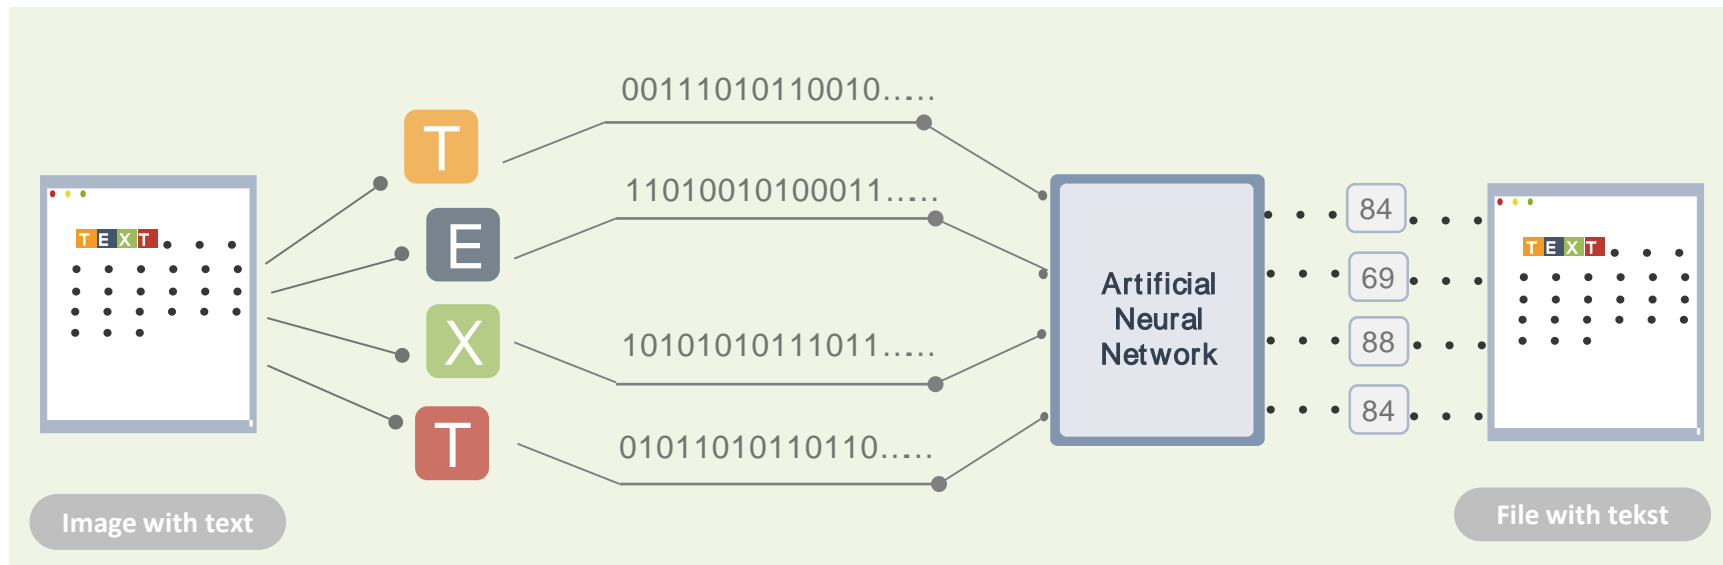 TEXT
T
E
X
T
00111010110010......
11010010100011......
10101010111011......
01011010110110......
Artificial
Neural
Network
84
69
88
84
TEXT
Image with text
File with tekst